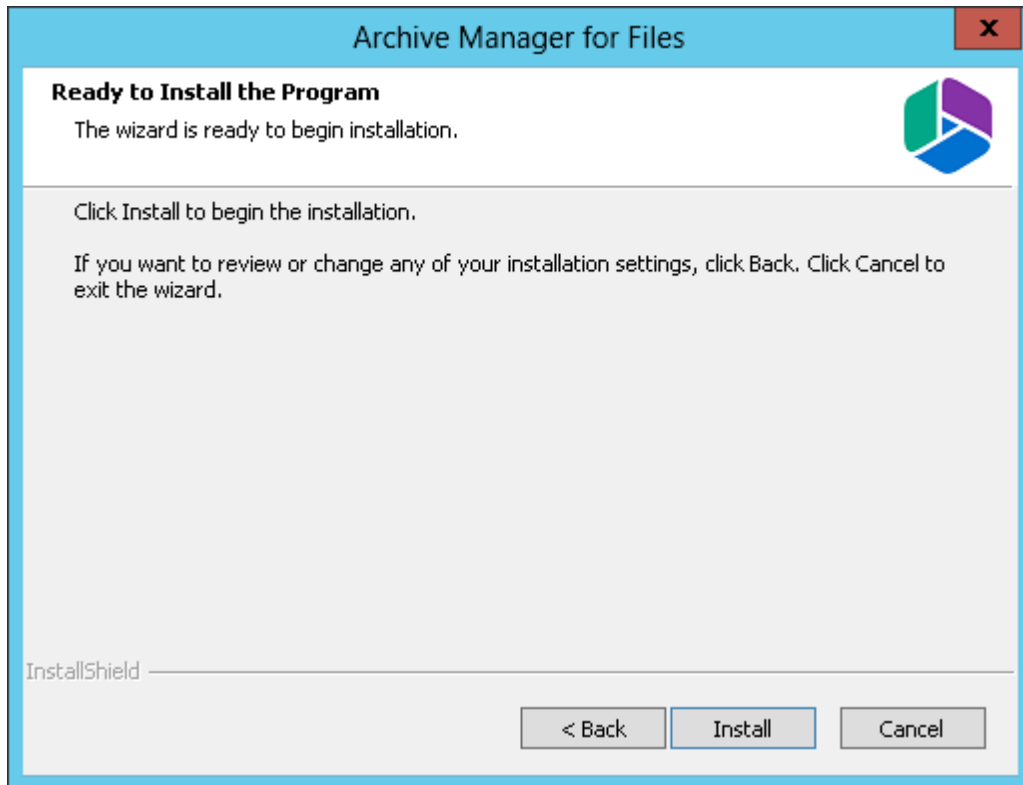 Archive Manager for Files
x
Ready to Install the Program
The wizard is ready to begin installation.
Click Install to begin the installation.
If you want to review or change any of your installation settings, click Back. Click Cancel to
exit the wizard.
InstallShield
< Back
Install
Cancel